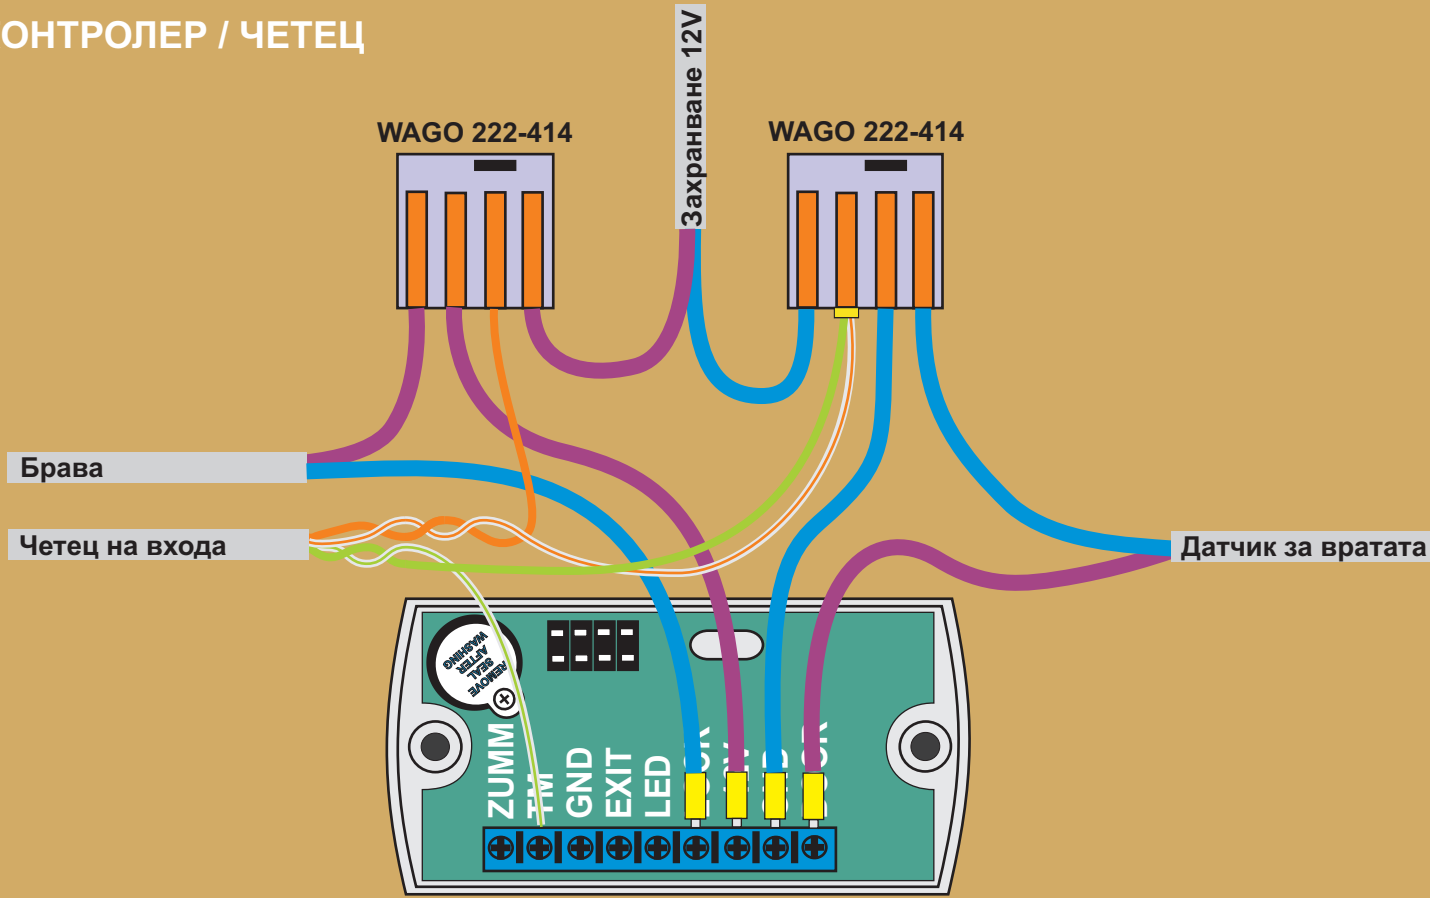 ОНТРОЛЕР / ЧЕТЕЦ
Захранване 12V
WAGO 222-414
WAGO 222-414
Брава
Четец на входа
Датчик за вратата
REMOVE
SEAL
AFTER
WASHING
ZUMM
TM
GND
EXIT
LED